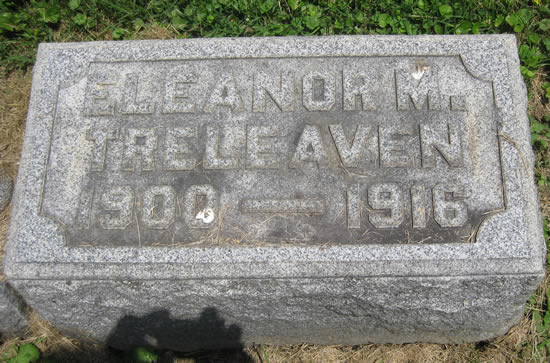 ELEANOR M.
TRELEAVEN
1900 — 1916